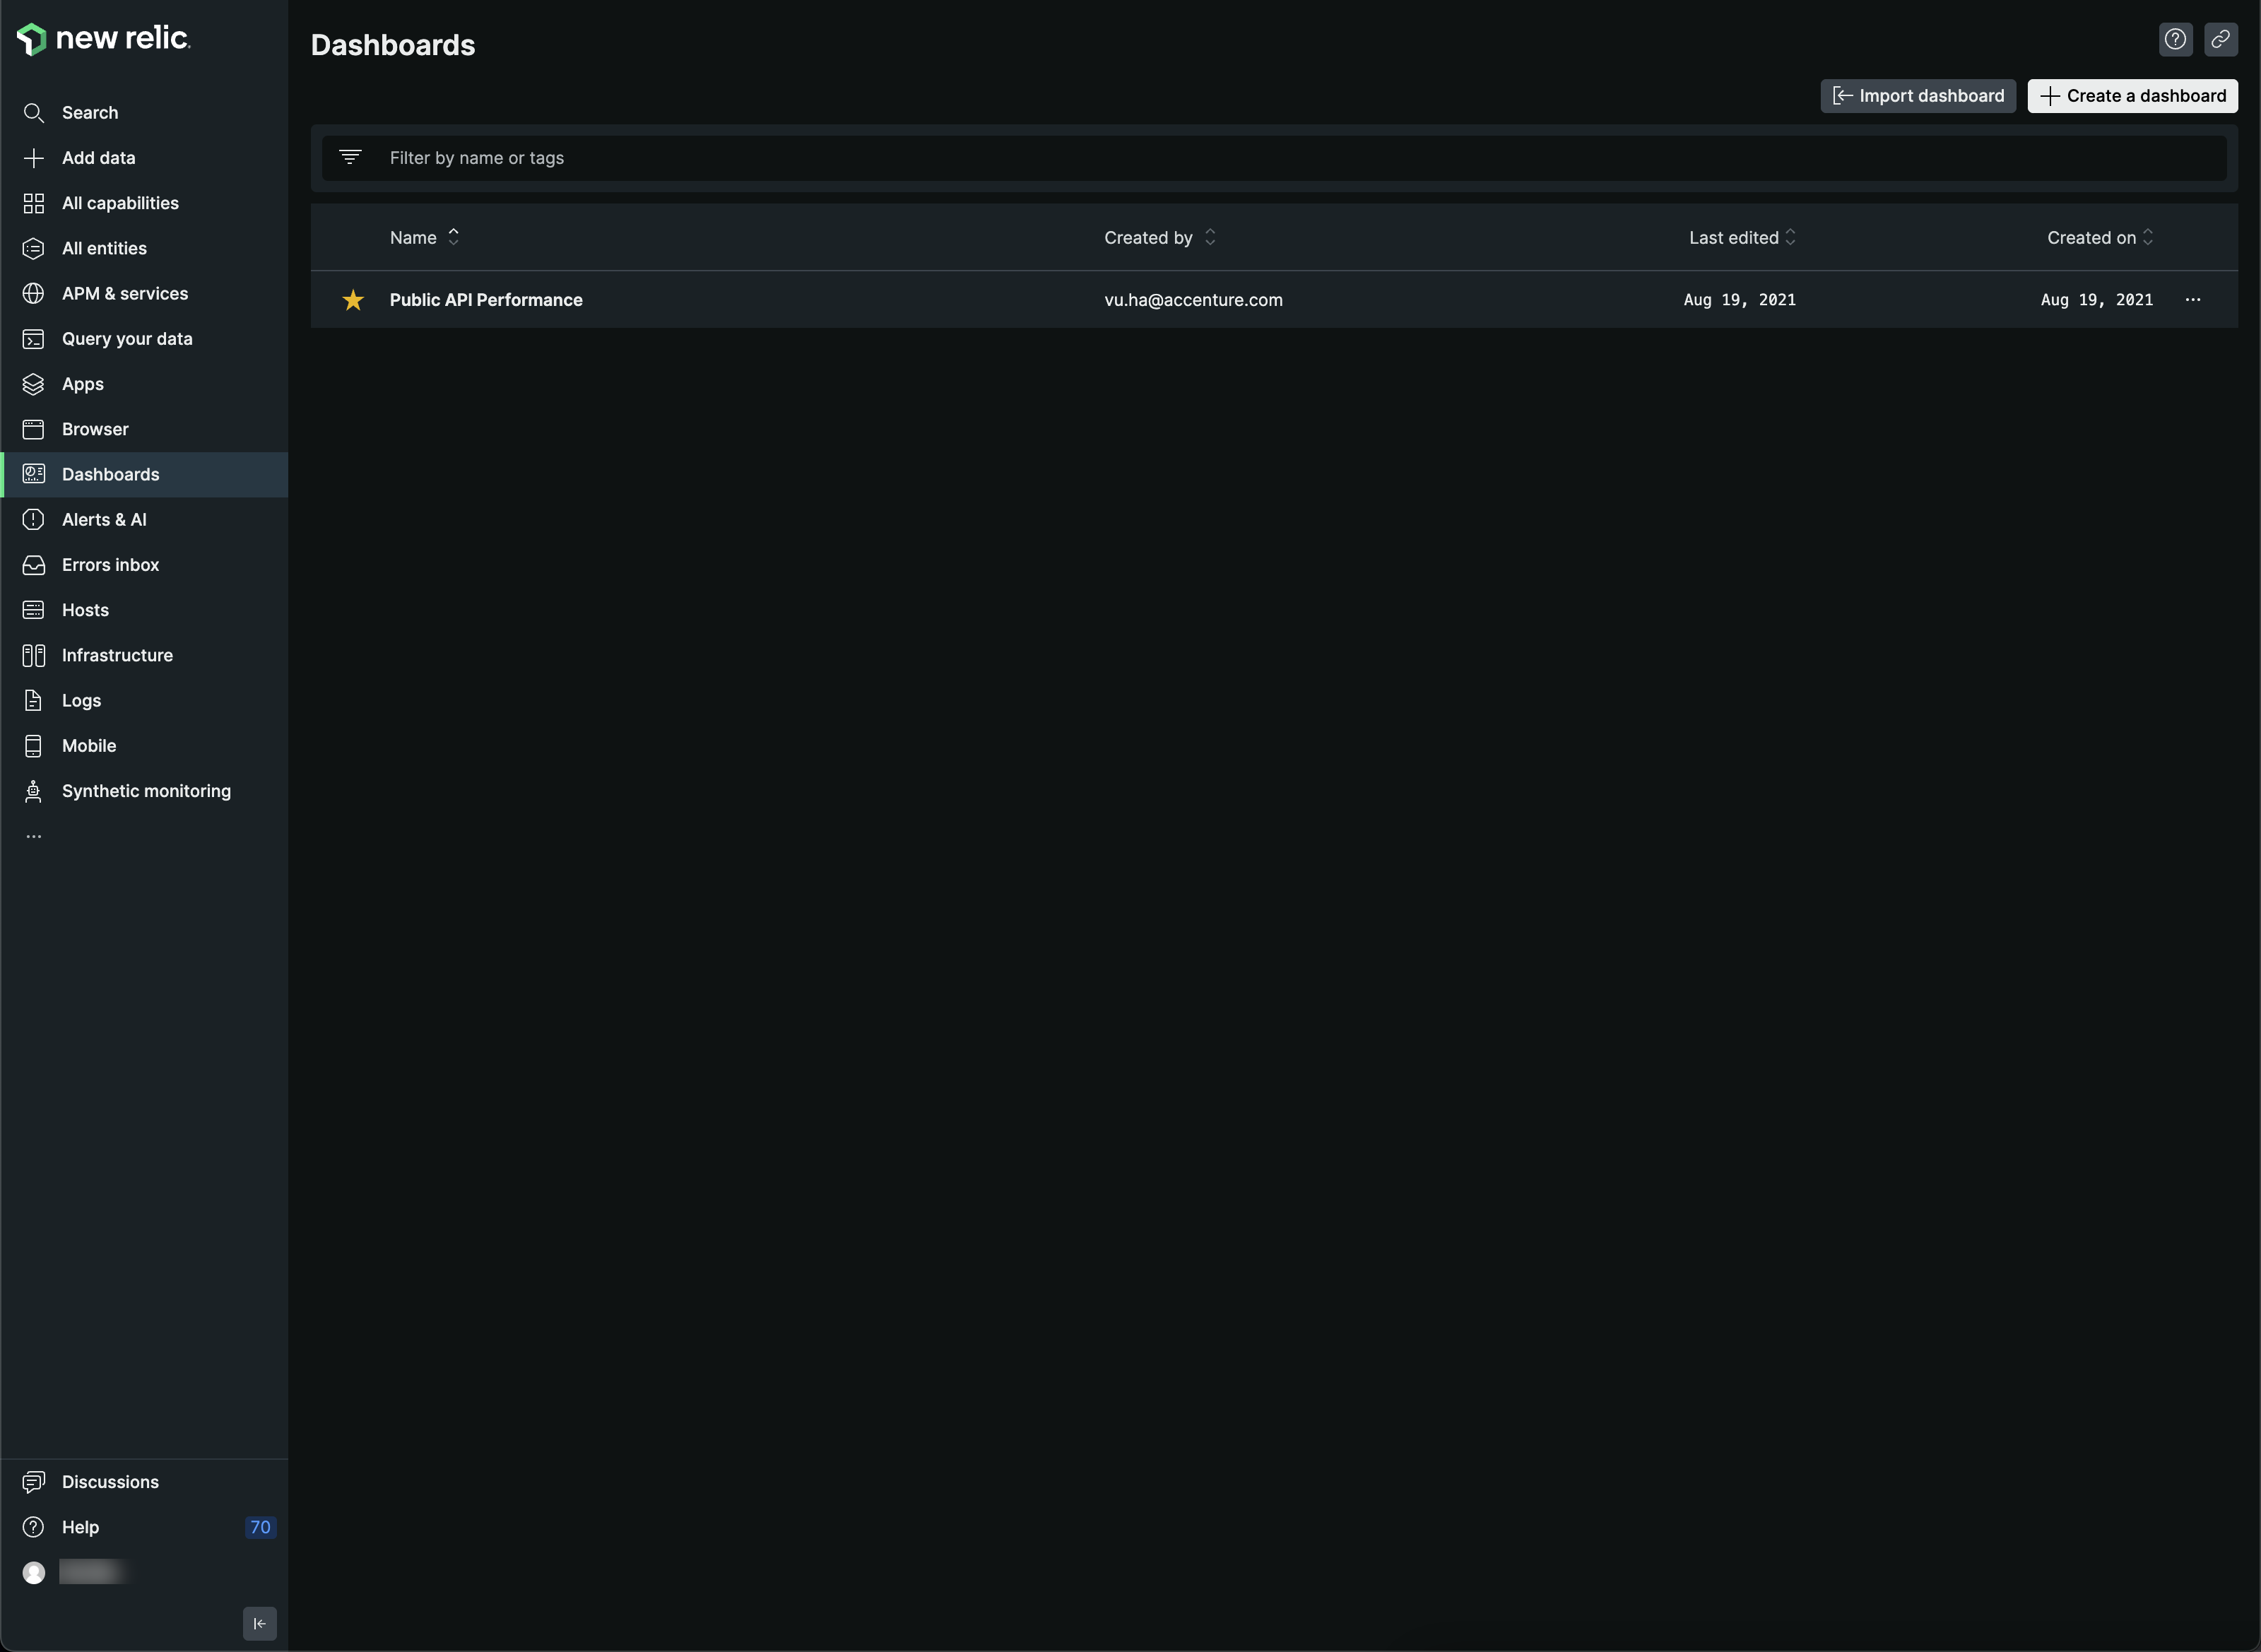 new relic.
Search
Add data
All capabilities
All entities
APM & services
Query your data
Apps
Browser
Dashboards
Alerts & AI
Errors inbox
Hosts
Infrastructure
Logs
Mobile
Synthetic monitoring
...
Discussions
Help 70
Dashboards
Import dashboard Create a dashboard
Filter by name or tags
Name Created by Last edited Created on
Public API Performance vu.ha@accenture.com Aug 19, 2021 Aug 19, 2021 ...